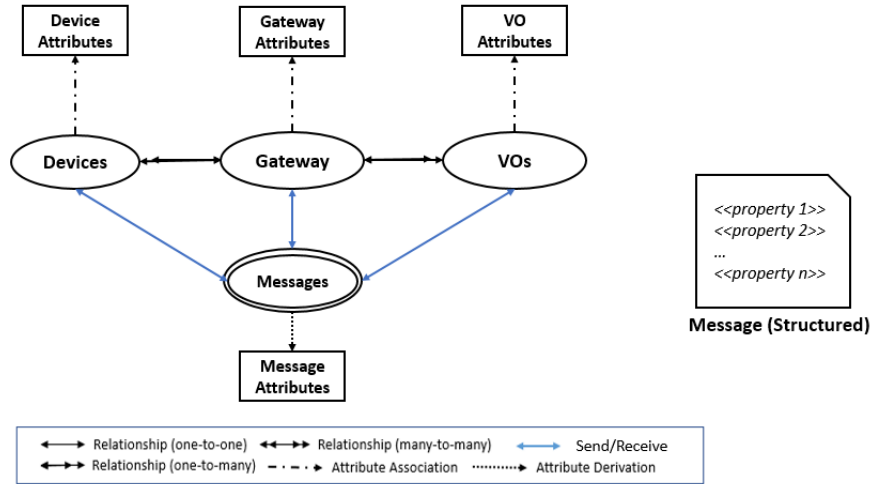 Device
Attributes
Gateway
Attributes
VO
Attributes
Devices
Gateway
VOs
Messages
Message
Attributes
<<property 1>>
<<property 2>>
...
<<property n>>
Message (Structured)
Relationship (one-to-one)
Relationship (many-to-many)
Send/Receive
Relationship (one-to-many)
Attribute Association
Attribute Derivation